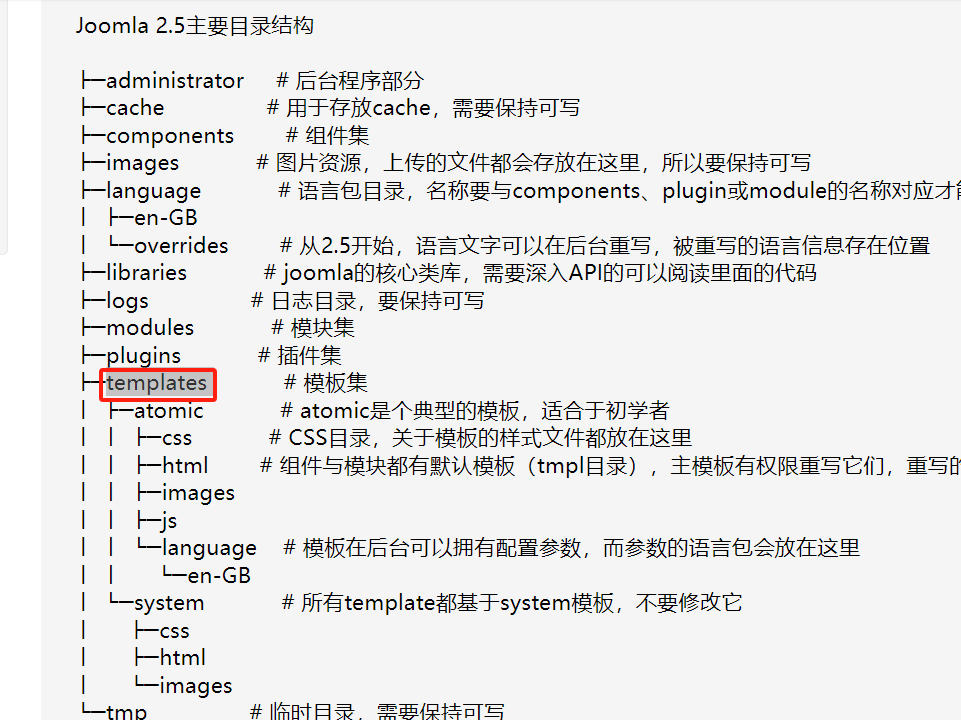 Joomla 2.5主要目录结构
├─administrator # 后台程序部分
├─cache # 用于存放cache，需要保持可写
├─components # 组件集
├─images # 图片资源，上传的文件都会存放在这里，所以要保持可写
├─language # 语言包目录，名称要与components、plugin或module的名称对应才
│ ├─en-GB
│ └─overrides # 从2.5开始，语言文字可以在后台重写，被重写的语言信息存在位置
├─libraries # joomla的核心类库，需要深入API的可以阅读里面的代码
├─logs # 日志目录，要保持可写
├─modules # 模块集
├─plugins # 插件集
├─templates # 模板集
│ ├─atomic # atomic是个典型的模板，适合于初学者
│ │ ├─css # CSS目录，关于模板的样式文件都放在这里
│ │ ├─html # 组件与模块都有默认模板（tmpl目录），主模板有权限重写它们，重写的
│ │ ├─images
│ │ ├─js
│ │ └─language # 模板在后台可以拥有配置参数，而参数的语言包会放在这里
│ │ └─en-GB
│ └─system # 所有template都基于system模板，不要修改它
│ ├─css
│ ├─html
│ └─images
└─tmp # 临时目录，需要保持可写